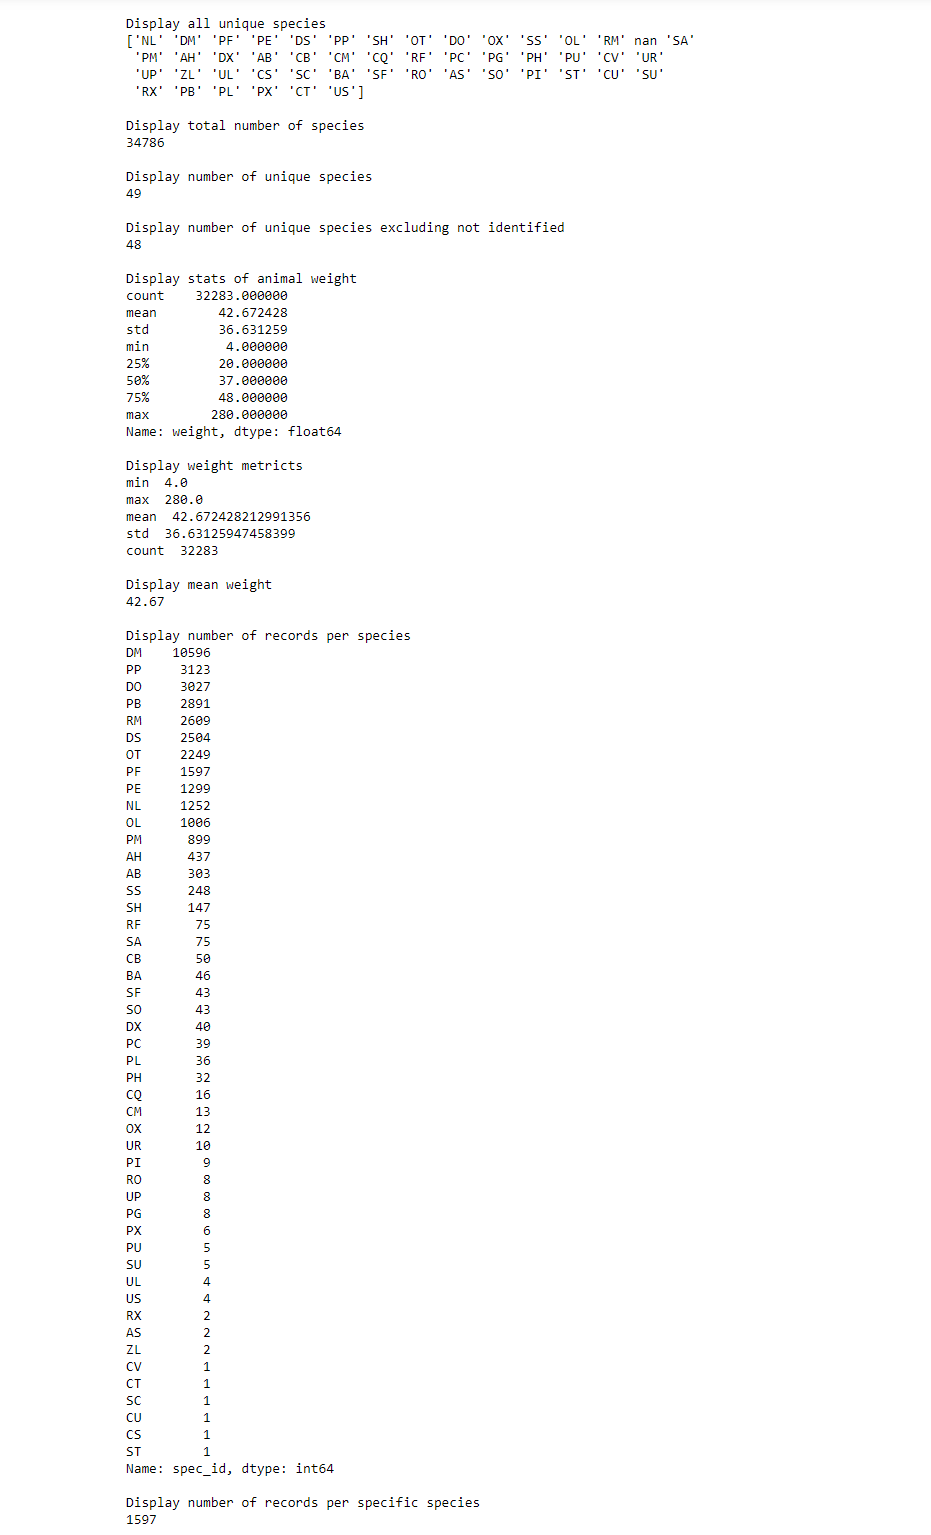 Display all unique species
['NL' 'DM' 'PF' 'PE' 'DS' 'PP' 'SH' 'OT' 'DO' 'OX' 'SS' 'OL' 'RM' nan 'SA'
'PM' 'AH' 'DX' 'AB' 'CB' 'CM' 'CQ' 'RF' 'PC' 'PG' 'PH' 'PU' 'CV' 'UR'
'UP' 'ZL' 'UL' 'CS' 'SC' 'BA' 'SF' 'RO' 'AS' 'SO' 'PI' 'ST' 'CU' 'SU'
'RX' 'PB' 'PL' 'PX' 'CT' 'US']
Display total number of species
34786
Display number of unique species
49
Display number of unique species excluding not identified
48
Display stats of animal weight
count 32283.000000
mean 42.672428
std 36.631259
min 4.000000
25% 20.000000
50% 37.000000
75% 48.000000
max 280.000000
Name: weight, dtype: float64
Display weight metricts
min 4.0
max 280.0
mean 42.672428212991356
std 36.63125947458399
count 32283
Display mean weight
42.67
Display number of records per species
DM 10596
PP 3123
DO 3027
PB 2891
RM 2609
DS 2504
OT 2249
PF 1597
PE 1299
NL 1252
OL 1006
PM 899
AH 437
AB 303
SS 248
SH 147
RF 75
SA 75
CB 50
BA 46
SF 43
SO 43
DX 40
PC 39
PL 36
PH 32
CQ 16
CM 13
OX 12
UR 10
PI 9
RO 8
UP 8
PG 8
PX 6
PU 5
SU 5
UL 4
US 4
RX 2
AS 2
ZL 2
CV 1
CT 1
SC 1
CU 1
CS 1
ST 1
Name: spec_id, dtype: int64
Display number of records per specific species
1597